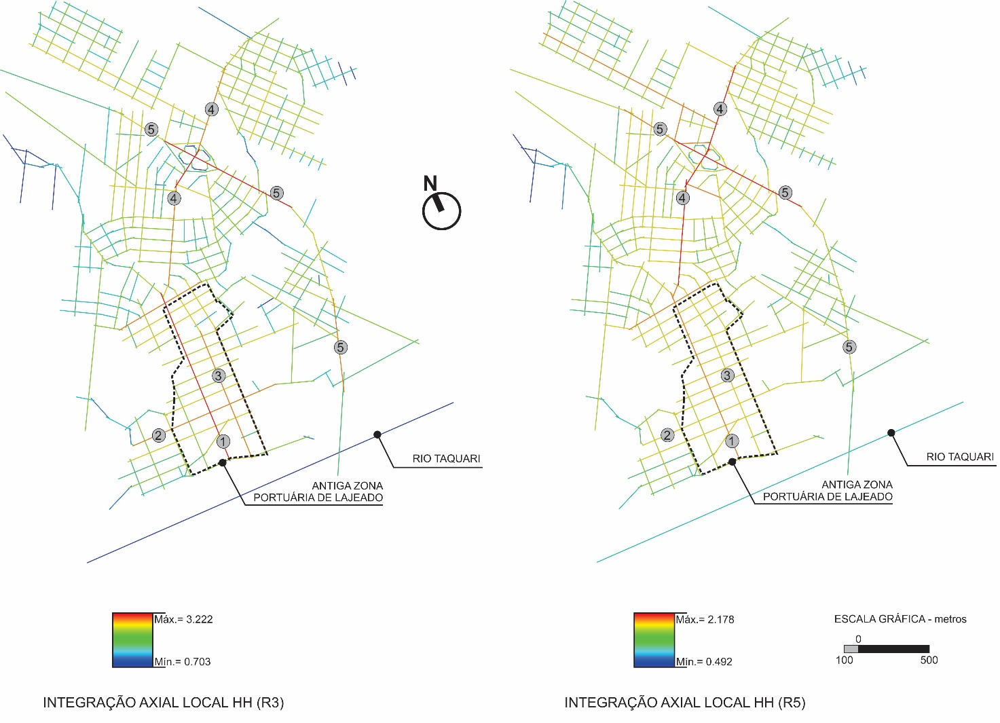 4
5
4
5
5
3
2
1
N
RIO TAQUARI
ANTIGA ZONA
PORTUÁRIA DE LAJEADO
Máx.= 3.222
Mín.= 0.703
INTEGRAÇÃO AXIAL LOCAL HH (R3)
4
5
4
5
5
3
2
1
RIO TAQUARI
ANTIGA ZONA
PORTUÁRIA DE LAJEADO
Máx.= 2.178
Mín.= 0.492
INTEGRAÇÃO AXIAL LOCAL HH (R5)
ESCALA GRÁFICA - metros
0
100 500